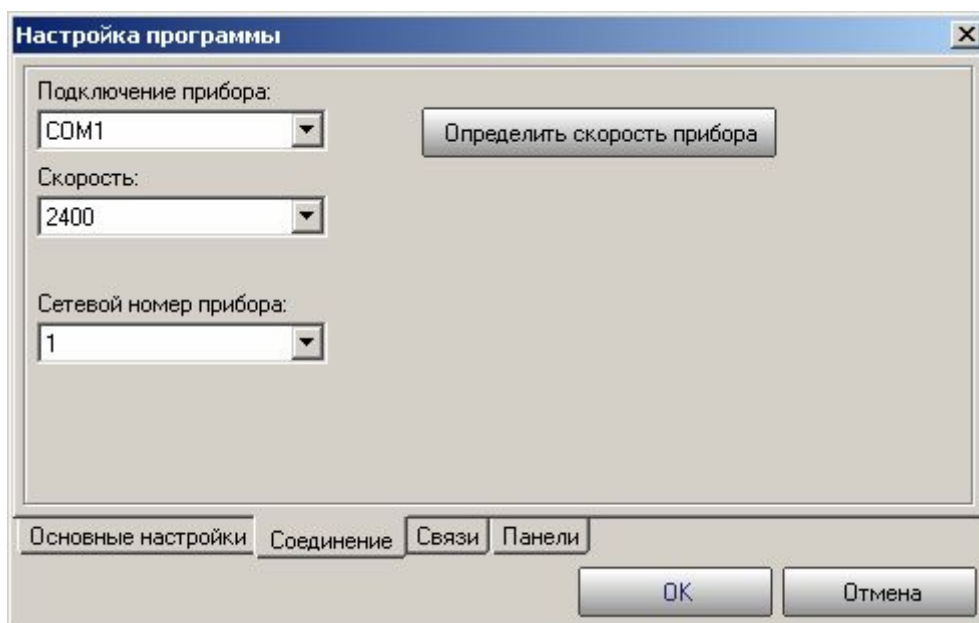 Настройка программы
Подключение прибора:
COM1
Определить скорость прибора
Скорость:
2400
Сетевой номер прибора:
1
Основные настройки Соединение Связи Панели
OK Отмена